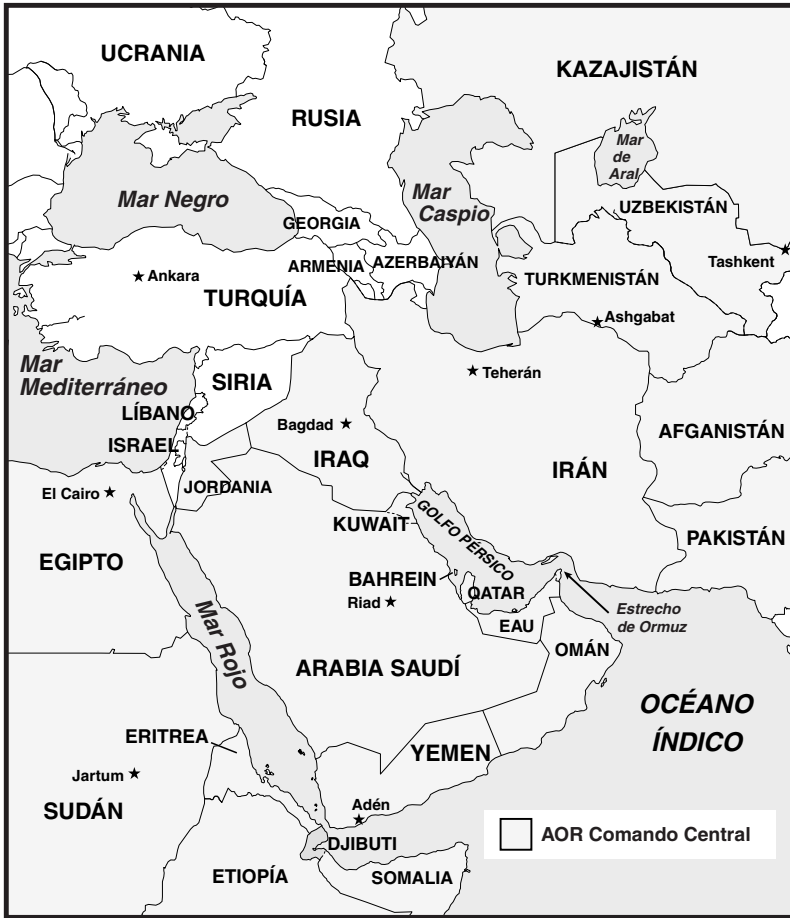 UCRANIA
KAZAJISTÁN
RUSIA
Mar
de
Aral
Mar Negro
Mar
Caspio
UZBEKISTÁN
GEORGIA
Tashkent
ARMENIA
AZERBAIYÁN
TURKMENISTÁN
Ankara
TURQUÍA
Ashgabat
Mar
Mediterráneo
SIRIA
Teherán
LÍBANO
Bagdad
AFGANISTÁN
ISRAEL
IRAQ
IRÁN
JORDANIA
El Cairo
KUWAIT
GOLFO PÉRSICO
PAKISTÁN
EGIPTO
BAHREIN
QATAR
Riad
Estrecho
de Ormuz
EAU
Mar Rojo
OMÁN
ARABIA SAUDÍ
OCÉANO
ÍNDICO
ERITREA
YEMEN
Jartum
SUDÁN
Adén
DJIBUTI
AOR Comando Central
ETIOPÍA
SOMALIA